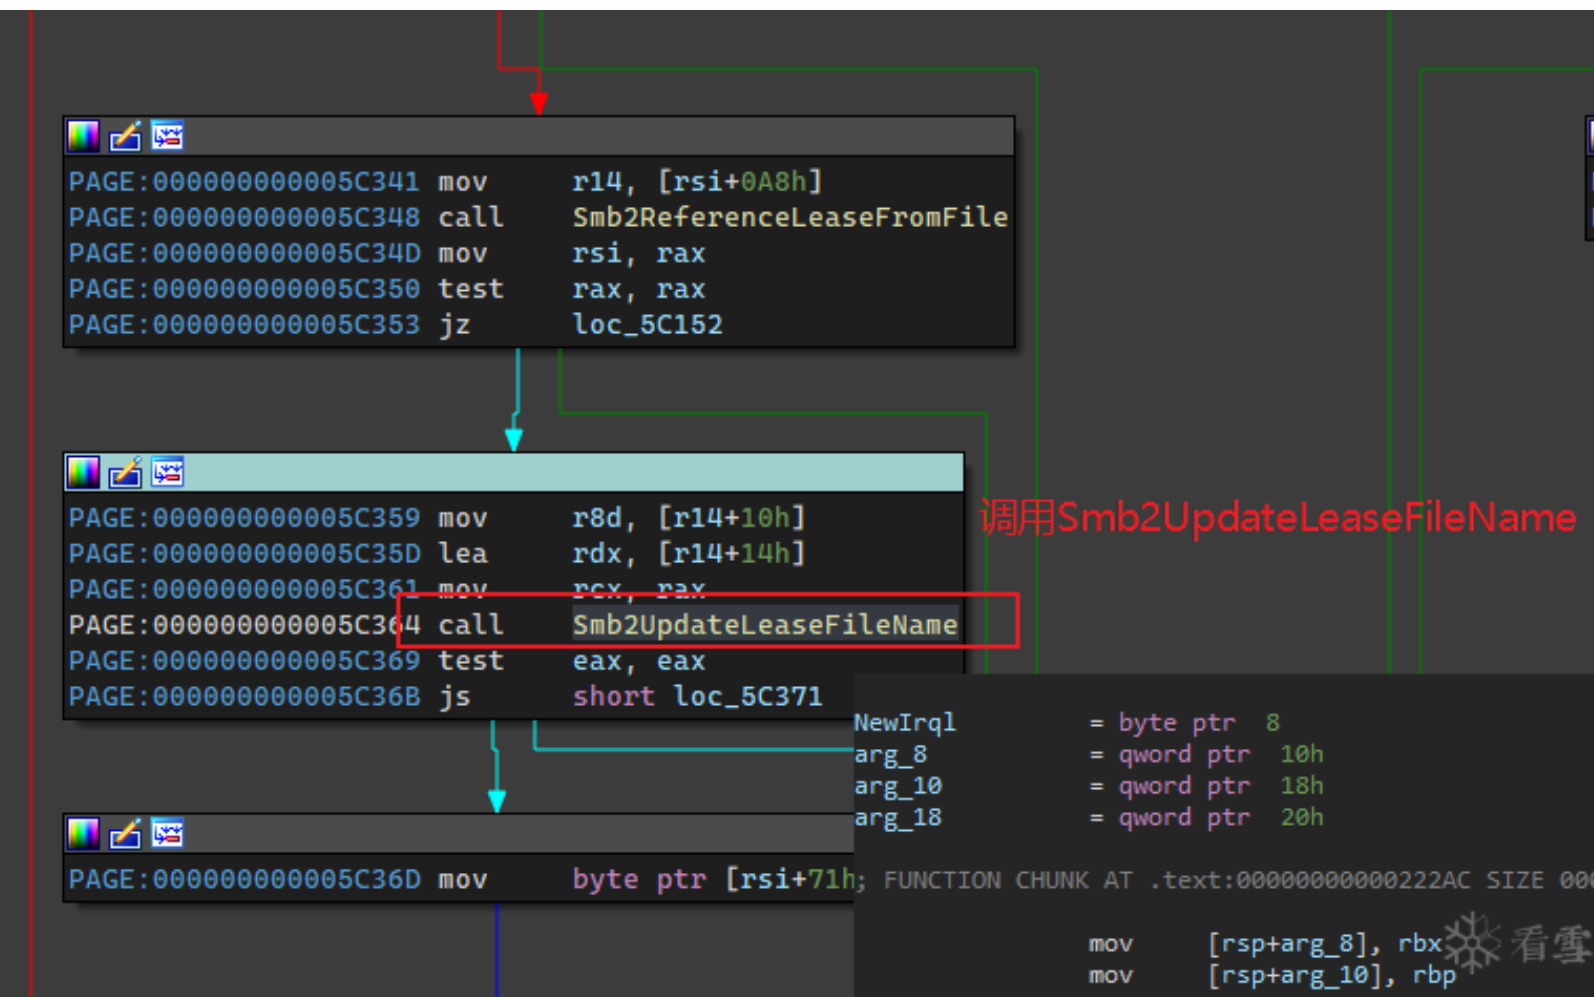 PAGE:000000000005C341 mov r14, [rsi+0A8h]
PAGE:000000000005C348 call Smb2ReferenceLeaseFromFile
PAGE:000000000005C34D mov rsi, rax
PAGE:000000000005C350 test rax, rax
PAGE:000000000005C353 jz loc_5C152
PAGE:000000000005C359 mov r8d, [r14+10h]
调用Smb2UpdateLeaseFileName
PAGE:000000000005C35D lea rdx, [r14+14h]
PAGE:000000000005C361 mov rcx, rax
PAGE:000000000005C364 call Smb2UpdateLeaseFileName
PAGE:000000000005C369 test eax, eax
PAGE:000000000005C36B js short loc_5C371
PAGE:000000000005C36D mov byte ptr [rsi+71h
NewIrql = byte ptr 8
arg_8 = qword ptr 10h
arg_10 = qword ptr 18h
arg_18 = qword ptr 20h
; FUNCTION CHUNK AT .text:00000000000222AC SIZE 00
mov [rsp+arg_8], rbx
mov [rsp+arg_10], rbp
看雪